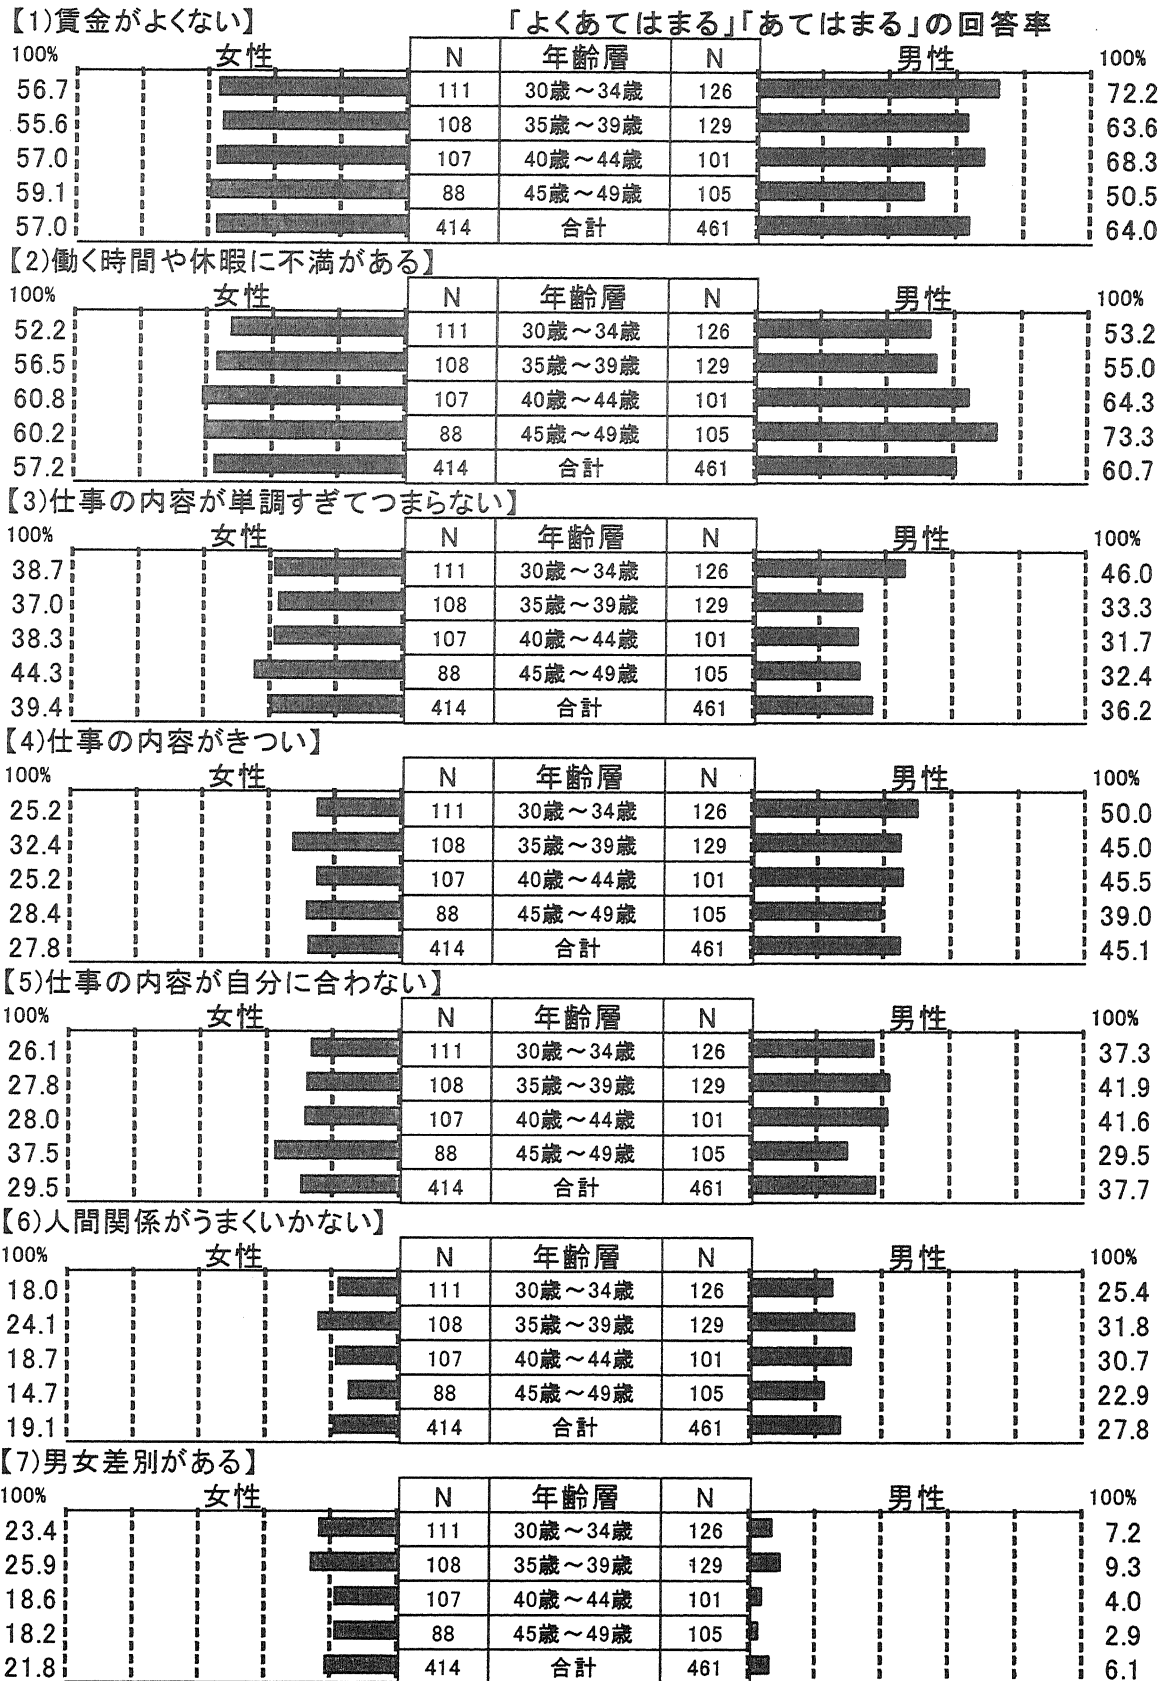 【1)賃金がよくない】 「よくあてはまる」「あてはまる」の回答率
100% 女性 N 年齢層 N 男性 100%
56.7 111 30歳～34歳 126 72.2
55.6 108 35歳～39歳 129 63.6
57.0 107 40歳～44歳 101 68.3
59.1 88 45歳～49歳 105 50.5
57.0 414 合計 461 64.0
【2)働く時間や休暇に不満がある】
100% 女性 N 年齢層 N 男性 100%
52.2 111 30歳～34歳 126 53.2
56.5 108 35歳～39歳 129 55.0
60.8 107 40歳～44歳 101 64.3
60.2 88 45歳～49歳 105 73.3
57.2 414 合計 461 60.7
【3)仕事の内容が単調すぎてつまらない】
100% 女性 N 年齢層 N 男性 100%
38.7 111 30歳～34歳 126 46.0
37.0 108 35歳～39歳 129 33.3
38.3 107 40歳～44歳 101 31.7
44.3 88 45歳～49歳 105 32.4
39.4 414 合計 461 36.2
【4)仕事の内容がきつい】
100% 女性 N 年齢層 N 男性 100%
25.2 111 30歳～34歳 126 50.0
32.4 108 35歳～39歳 129 45.0
25.2 107 40歳～44歳 101 45.5
28.4 88 45歳～49歳 105 39.0
27.8 414 合計 461 45.1
【5)仕事の内容が自分に合わない】
100% 女性 N 年齢層 N 男性 100%
26.1 111 30歳～34歳 126 37.3
27.8 108 35歳～39歳 129 41.9
28.0 107 40歳～44歳 101 41.6
37.5 88 45歳～49歳 105 29.5
29.5 414 合計 461 37.7
【6)人間関係がうまくいかない】
100% 女性 N 年齢層 N 男性 100%
18.0 111 30歳～34歳 126 25.4
24.1 108 35歳～39歳 129 31.8
18.7 107 40歳～44歳 101 30.7
14.7 88 45歳～49歳 105 22.9
19.1 414 合計 461 27.8
【7)男女差別がある】
100% 女性 N 年齢層 N 男性 100%
23.4 111 30歳～34歳 126 7.2
25.9 108 35歳～39歳 129 9.3
18.6 107 40歳～44歳 101 4.0
18.2 88 45歳～49歳 105 2.9
21.8 414 合計 461 6.1